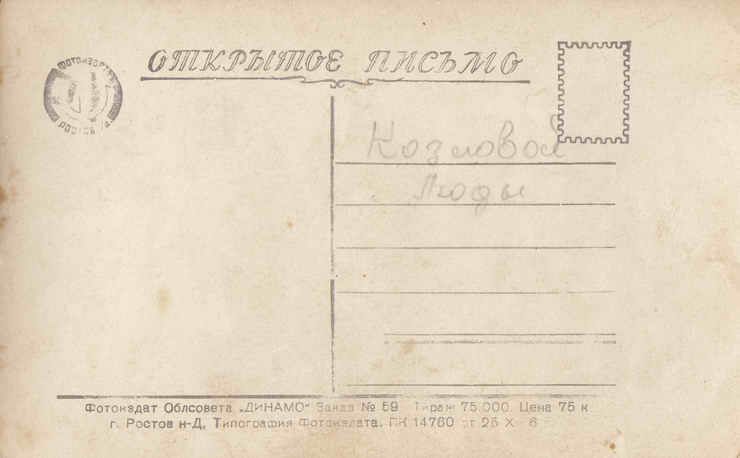 ОТКРЫТОЕ ПИСЬМО
Козловой
Люды
Фотоиздат Облсовета „ДИНАМО“ Заказ № 59 Тираж 75.000. Цена 75 к
г. Ростов н-Д, Типография Фотоиздата. ПК 14760 от 25 X